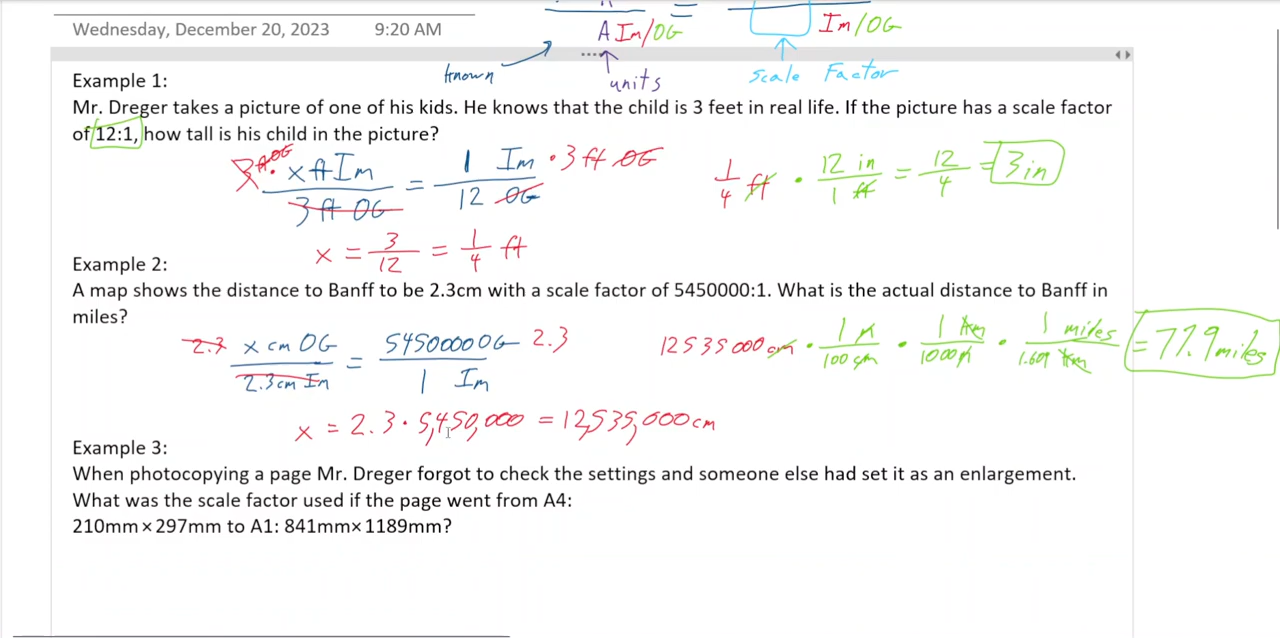 Wednesday, December 20, 2023 9:20 AM
A Im/OG = Im/OG
known
units
Scale Factor
Example 1:
Mr. Dreger takes a picture of one of his kids. He knows that the child is 3 feet in real life. If the picture has a scale factor
of 12:1, how tall is his child in the picture?
3 ft OG · x ft Im / 3 ft OG = 1 Im / 12 OG · 3 ft OG
1/4 ft · 12 in / 1 ft = 12/4 = 3 in
x = 3/12 = 1/4 ft
Example 2:
A map shows the distance to Banff to be 2.3cm with a scale factor of 5450000:1. What is the actual distance to Banff in
miles?
2.3 x cm OG / 2.3cm Im = 5450000 OG / 1 Im 2.3
12535000 cm · 1 m / 100 cm · 1 km / 1000 m · 1 miles / 1.609 km = 77.9 miles
x = 2.3 · 5,450,000 = 12,535,000 cm
Example 3:
When photocopying a page Mr. Dreger forgot to check the settings and someone else had set it as an enlargement.
What was the scale factor used if the page went from A4:
210mm×297mm to A1: 841mm×1189mm?